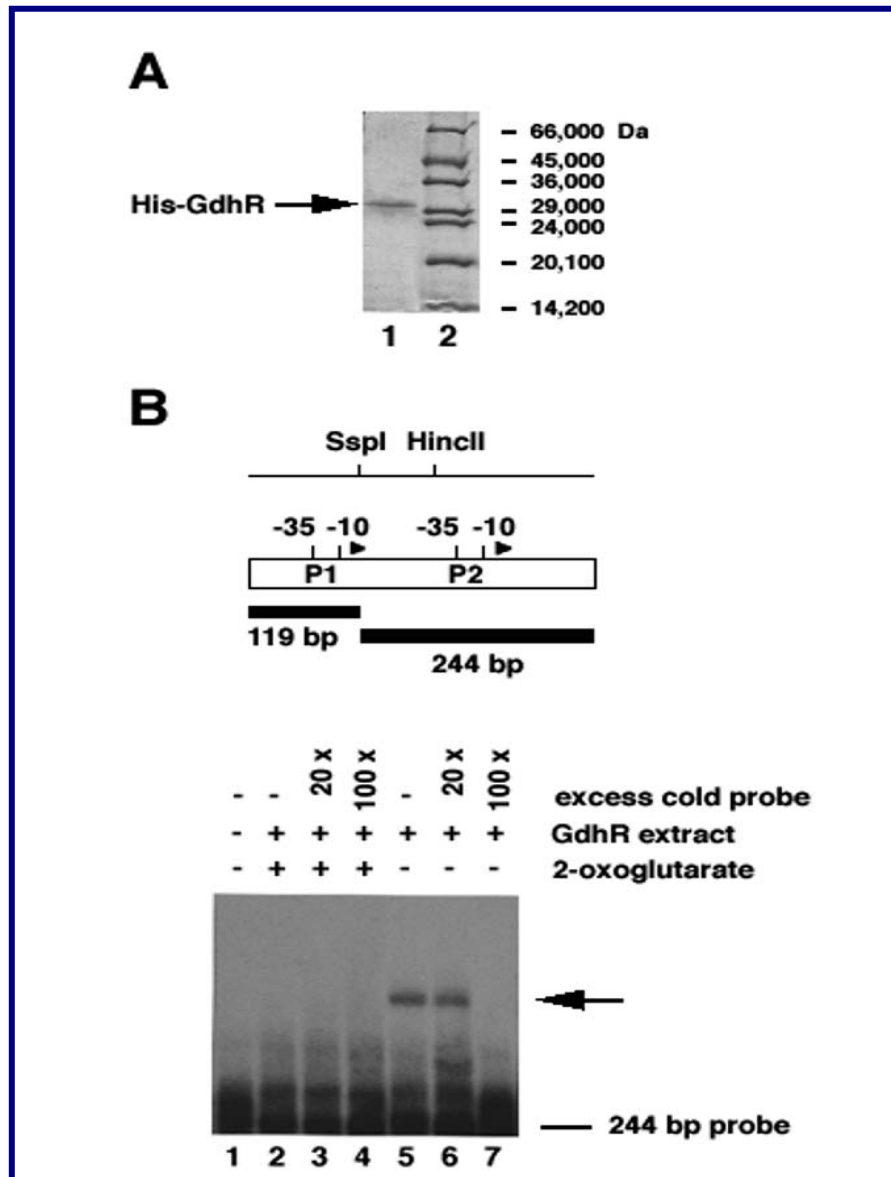 A
66,000 Da
45,000
36,000
His-GdhR
29,000
24,000
20,100
14,200
1 2
B
SspI HincII
-35 -10 -35 -10
P1 P2
119 bp
244 bp
- - 20 x 100 x - 20 x 100 x excess cold probe
- + + + + + + GdhR extract
- + + + - - - 2-oxoglutarate
244 bp probe
1 2 3 4 5 6 7